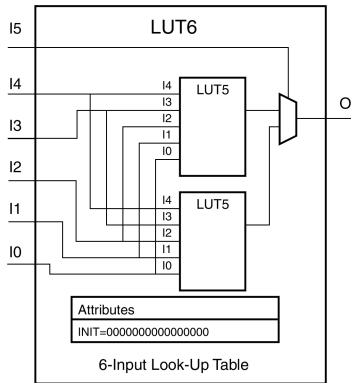 LUT6
I5
I4
I3
I2
I1
I0
I4
I3
I2
I1
I0
LUT5
I4
I3
I2
I1
I0
LUT5
O
Attributes
INIT=0000000000000000
6-Input Look-Up Table